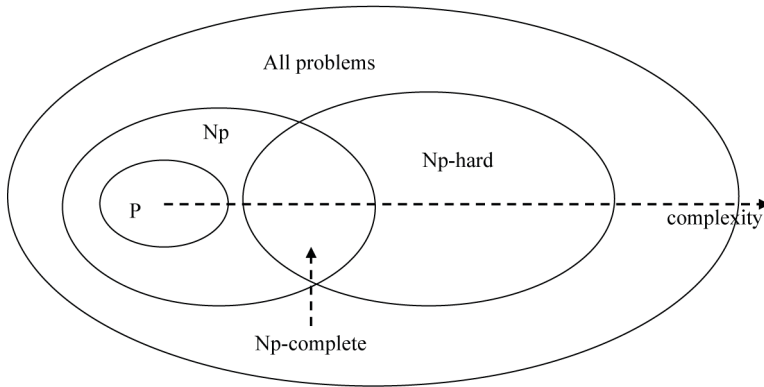 All problems
Np
Np-hard
P
complexity
Np-complete